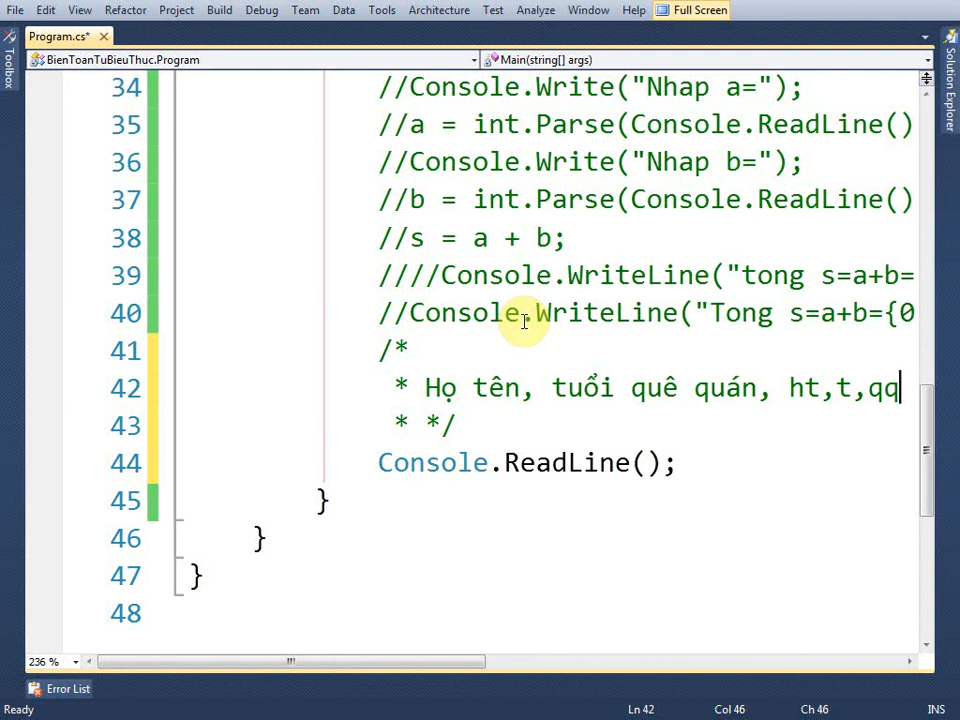 File Edit View Refactor Project Build Debug Team Data Tools Architecture Test Analyze Window Help Full Screen
Program.cs*
Toolbox
Solution Explorer
BienToanTuBieuThuc.Program
Main(string[] args)
34 //Console.Write("Nhap a=");
35 //a = int.Parse(Console.ReadLine()
36 //Console.Write("Nhap b=");
37 //b = int.Parse(Console.ReadLine()
38 //s = a + b;
39 ////Console.WriteLine("tong s=a+b=
40 //Console.WriteLine("Tong s=a+b={0
41 /*
42 * Họ tên, tuổi quê quán, ht,t,qq
43 * */
44 Console.ReadLine();
45 }
46 }
47 }
48
236 %
Error List
Ready Ln 42 Col 46 Ch 46 INS